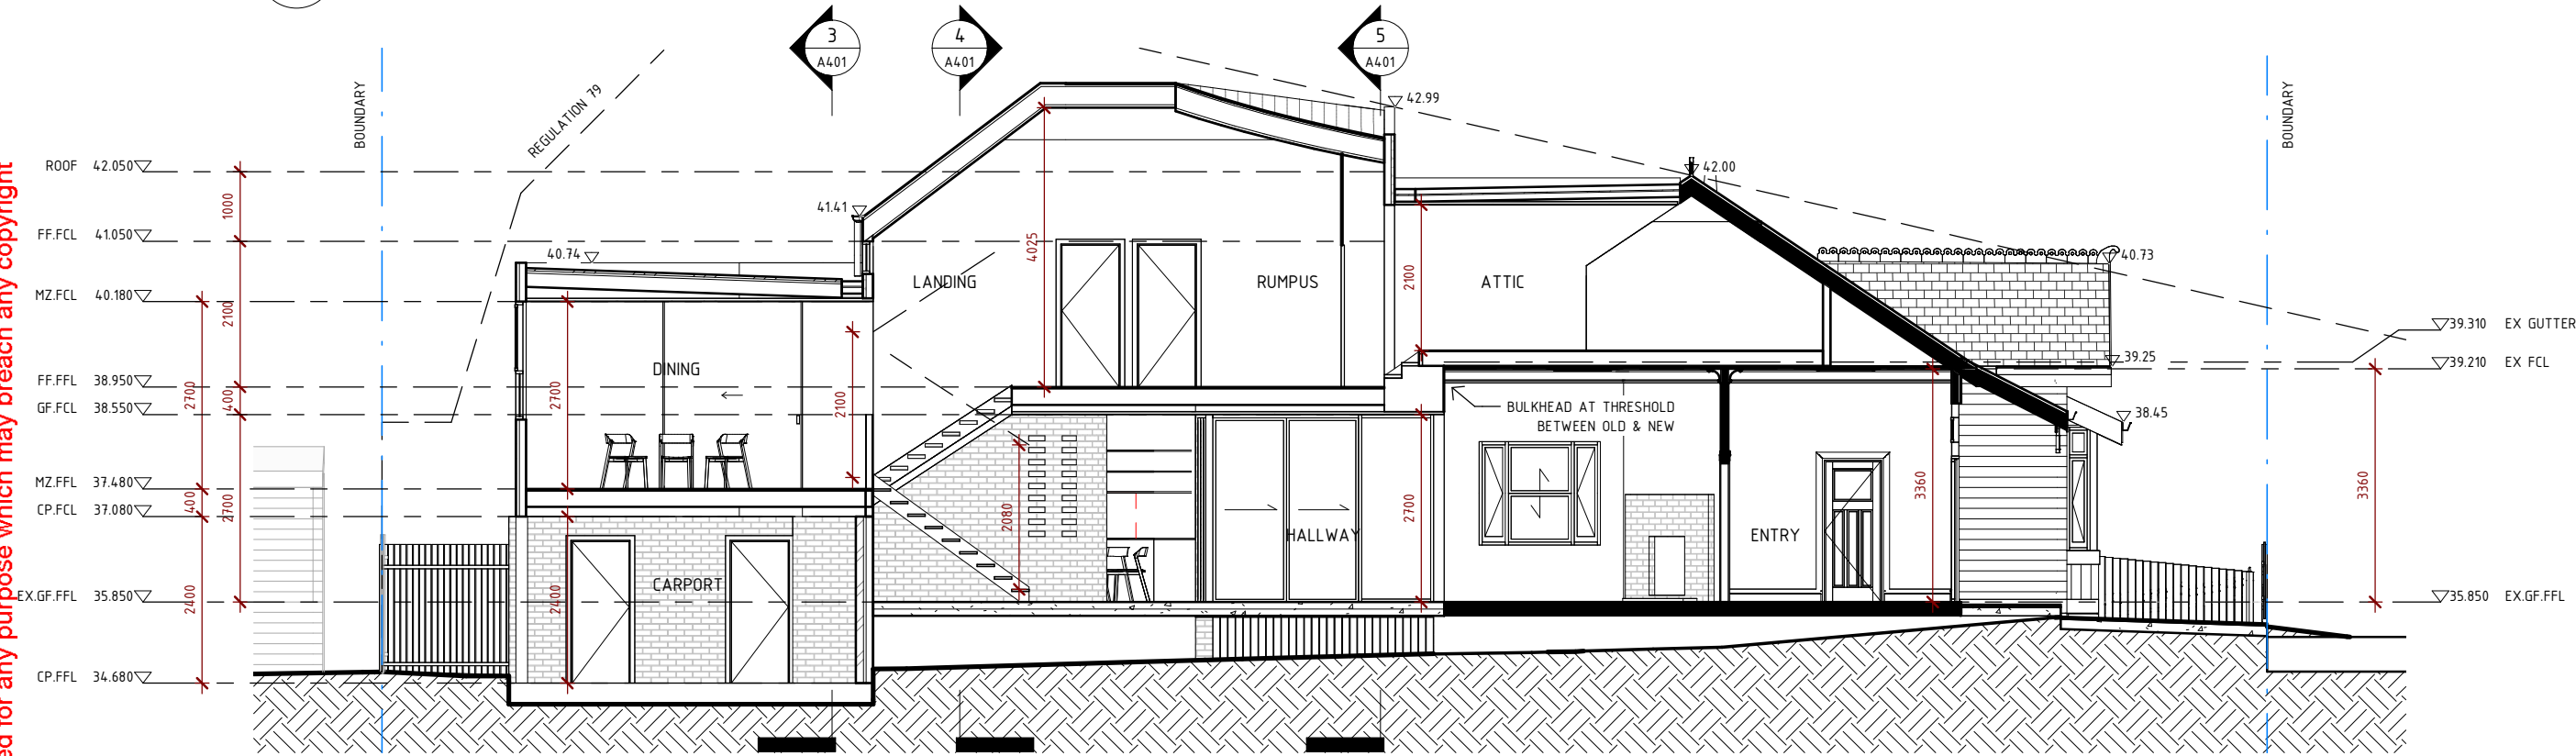 ed for any purpose which may breach any copyright
3
A401
4
A401
5
A401
BOUNDARY
REGULATION 79
BOUNDARY
42.99
ROOF 42.050
42.00
1000
41.41
FF.FCL 41.050
4025
40.74
40.73
LANDING
RUMPUS
2100
ATTIC
MZ.FCL 40.180
2100
39.310 EX GUTTER
39.25
39.210 EX FCL
DINING
FF.FFL 38.950
2700
400
2700
2100
GF.FCL 38.550
BULKHEAD AT THRESHOLD
BETWEEN OLD & NEW
38.45
MZ.FFL 37.480
400
2700
2080
2700
3360
3360
CP.FCL 37.080
HALLWAY
ENTRY
CARPORT
EX.GF.FFL 35.850
2400
2400
35.850 EX.GF.FFL
CP.FFL 34.680